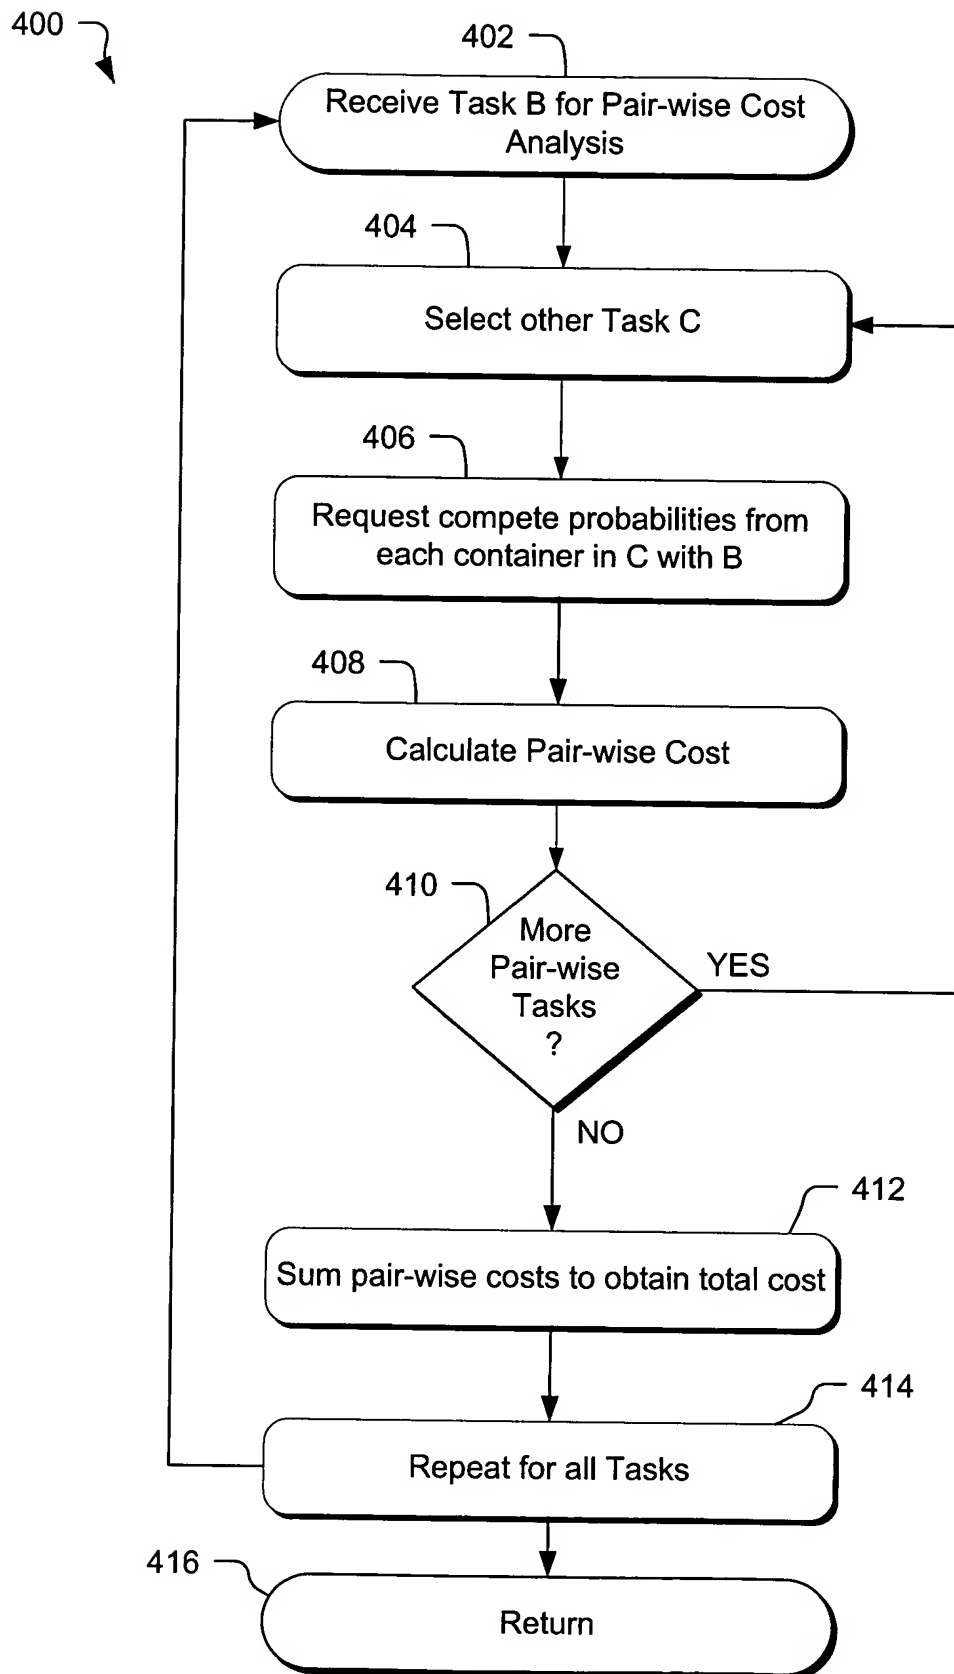 400
402
Receive Task B for Pair-wise Cost
Analysis
404
Select other Task C
406
Request compete probabilities from
each container in C with B
408
Calculate Pair-wise Cost
410
More
Pair-wise
Tasks
?
YES
NO
412
Sum pair-wise costs to obtain total cost
414
Repeat for all Tasks
416
Return